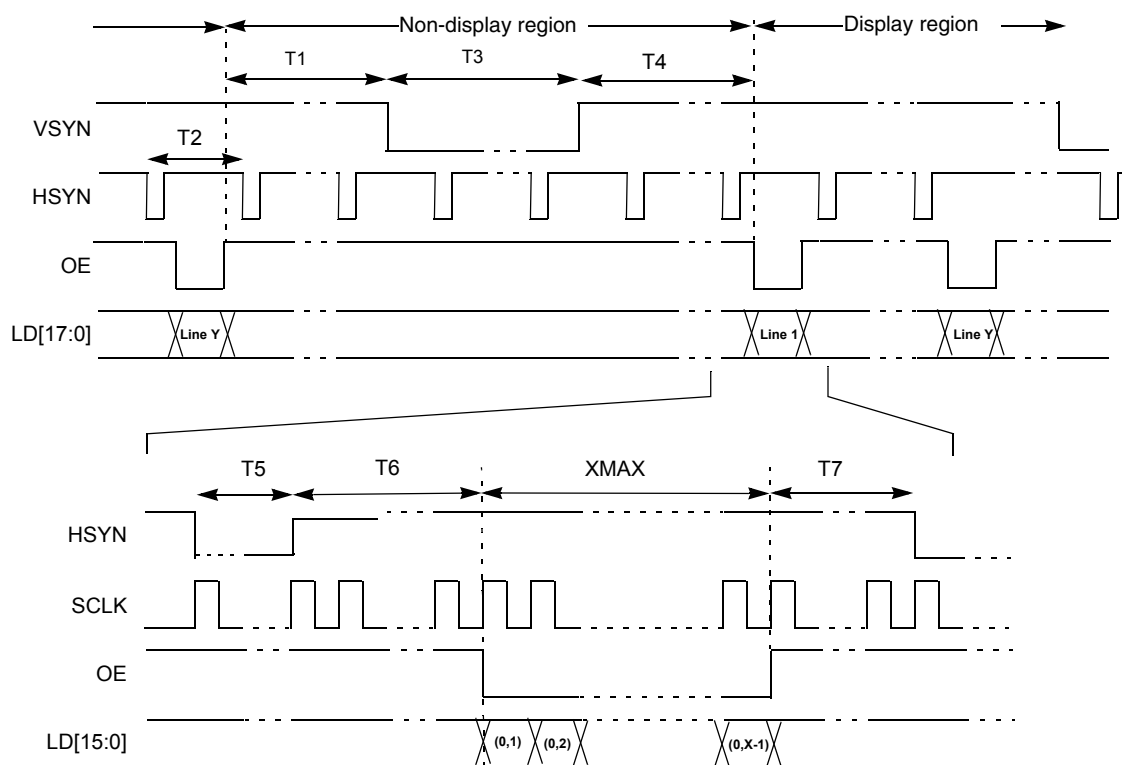 Non-display region
Display region
T1
T3
T4
VSYN
T2
HSYN
OE
LD[17:0]
Line Y
Line 1
Line Y
T5
T6
XMAX
T7
HSYN
SCLK
OE
LD[15:0]
(0,1)
(0,2)
(0,X-1)